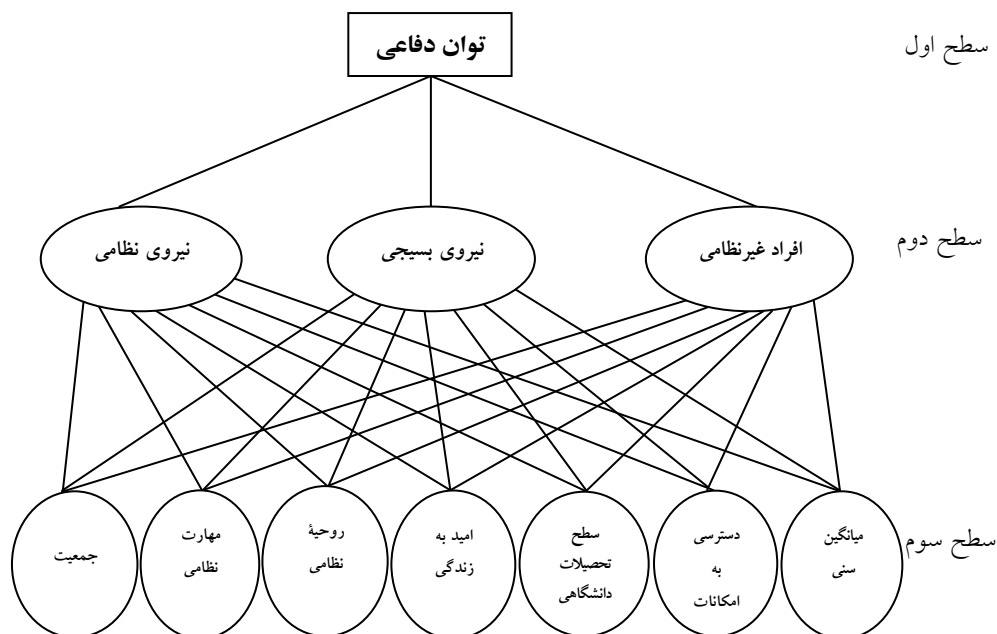 سطح اول
توان دفاعی
سطح دوم
افراد غیرنظامی
نیروی بسیجی
نیروی نظامی
سطح سوم
میانگین
سنی
دسترسی
به
امکانات
سطح
تحصیلات
دانشگاهی
امید به
زندگی
روحیهٔ
نظامی
مهارت
نظامی
جمعیت